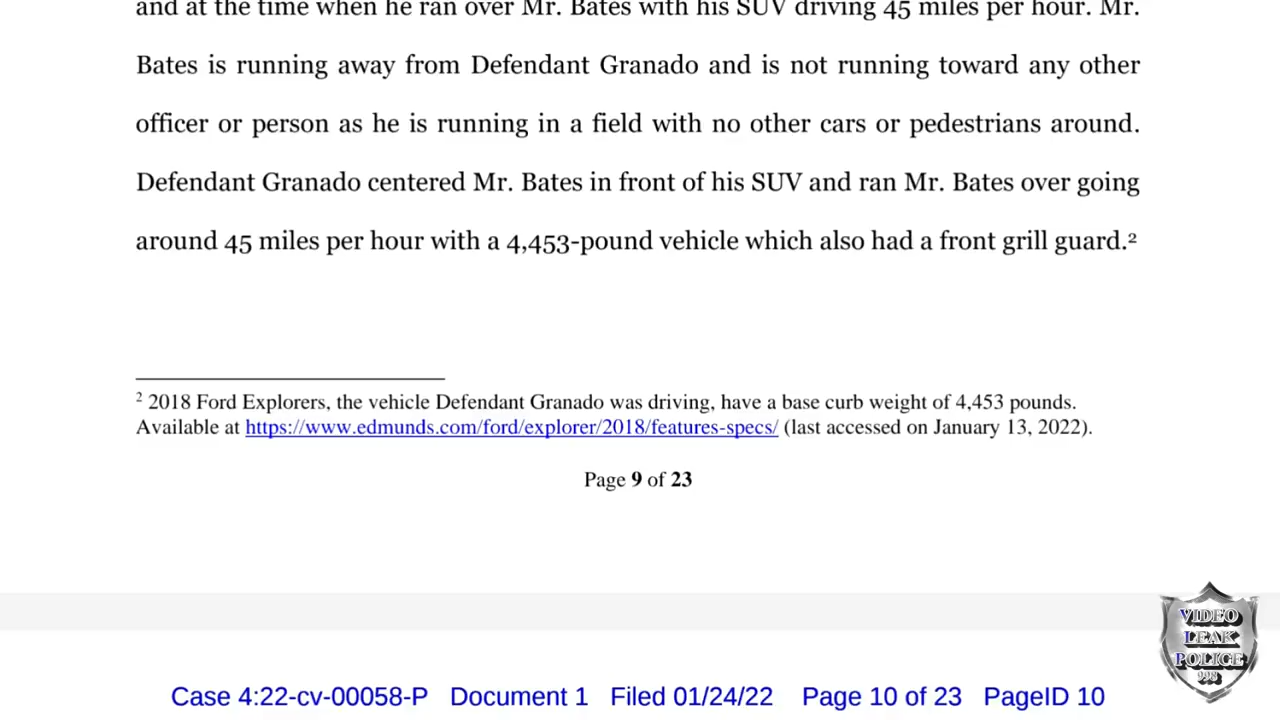 and at the time when he ran over Mr. Bates with his SUV driving 45 miles per hour. Mr.
Bates is running away from Defendant Granado and is not running toward any other
officer or person as he is running in a field with no other cars or pedestrians around.
Defendant Granado centered Mr. Bates in front of his SUV and ran Mr. Bates over going
around 45 miles per hour with a 4,453-pound vehicle which also had a front grill guard.²
² 2018 Ford Explorers, the vehicle Defendant Granado was driving, have a base curb weight of 4,453 pounds.
Available at https://www.edmunds.com/ford/explorer/2018/features-specs/ (last accessed on January 13, 2022).
Page 9 of 23
VIDEO
LEAK
POLICE
Case 4:22-cv-00058-P Document 1 Filed 01/24/22 Page 10 of 23 PageID 10